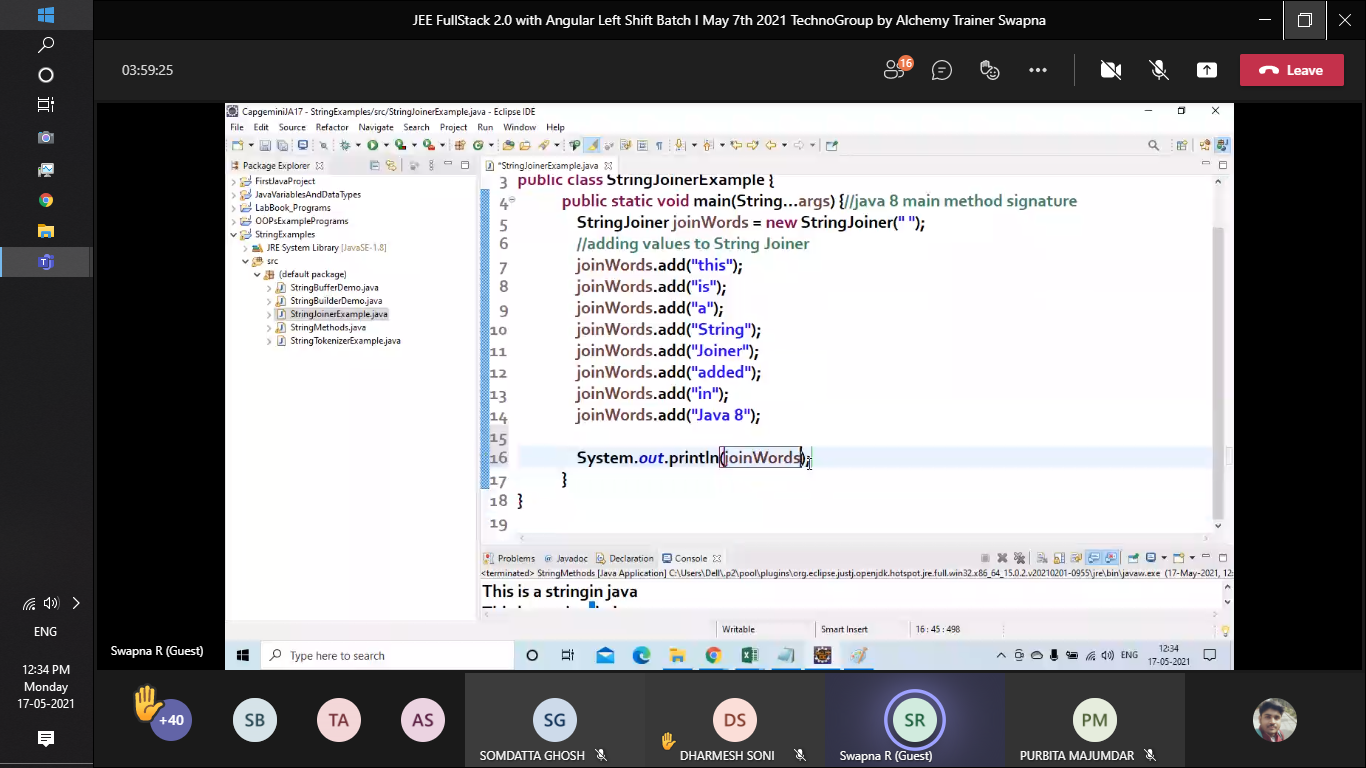 JEE FullStack 2.0 with Angular Left Shift Batch I May 7th 2021 TechnoGroup by Alchemy Trainer Swapna
03:59:25
16
Leave
CapgeminiJA17 - StringExamples/src/StringJoinerExample.java - Eclipse IDE
File Edit Source Refactor Navigate Search Project Run Window Help
Package Explorer
*StringJoinerExample.java
FirstJavaProject
JavaVariablesAndDataTypes
LabBook_Programs
OOPsExamplePrograms
StringExamples
JRE System Library [JavaSE-1.8]
src
(default package)
StringBufferDemo.java
StringBuilderDemo.java
StringJoinerExample.java
StringMethods.java
StringTokenizerExample.java
3 public class StringJoinerExample {
4 public static void main(String...args) {//java 8 main method signature
5 StringJoiner joinWords = new StringJoiner(" ");
6 //adding values to String Joiner
7 joinWords.add("this");
8 joinWords.add("is");
9 joinWords.add("a");
10 joinWords.add("String");
11 joinWords.add("Joiner");
12 joinWords.add("added");
13 joinWords.add("in");
14 joinWords.add("Java 8");
15
16 System.out.println(joinWords);
17 }
18 }
19
Problems @ Javadoc Declaration Console
<terminated> StringMethods [Java Application] C:\Users\Dell\.p2\pool\plugins\org.eclipse.justj.openjdk.hotspot.jre.full.win32.x86_64_15.0.2.v20210201-0955\jre\bin\javaw.exe (17-May-2021, 12:
This is a stringin java
Writable Smart Insert 16 : 45 : 498
Type here to search
ENG
12:34
17-05-2021
Swapna R (Guest)
ENG
12:34 PM
Monday
17-05-2021
+40
SB
TA
AS
SG
SOMDATTA GHOSH
DS
DHARMESH SONI
SR
Swapna R (Guest)
PM
PURBITA MAJUMDAR